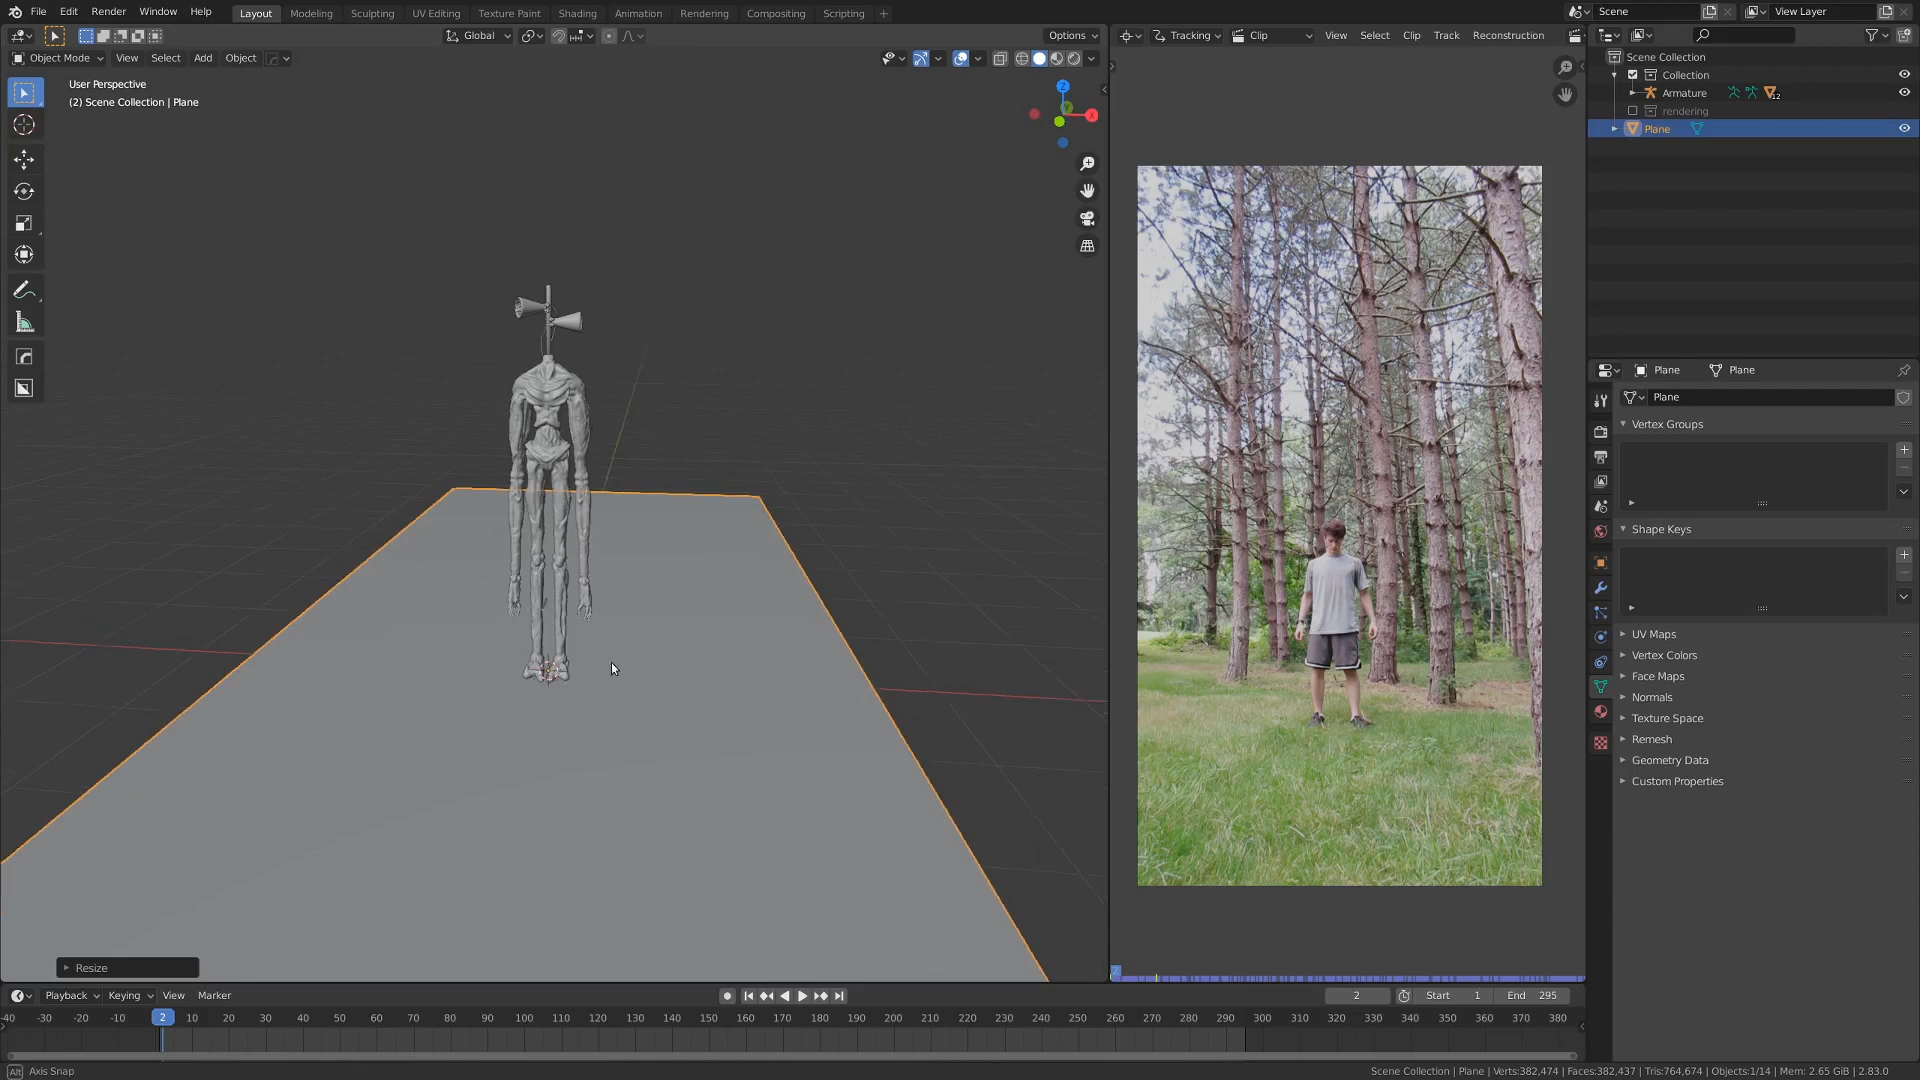 File Edit Render Window Help Layout Modeling Sculpting UV Editing Texture Paint Shading Animation Rendering Compositing Scripting + Scene View Layer
Global Options Tracking Clip View Select Clip Track Reconstruction
Object Mode View Select Add Object
User Perspective
(2) Scene Collection | Plane
Z
X
Scene Collection
Collection
Armature 12
rendering
Plane
Plane Plane
Plane
Vertex Groups
Shape Keys
UV Maps
Vertex Colors
Face Maps
Normals
Texture Space
Remesh
Geometry Data
Custom Properties
Resize
2
Playback Keying View Marker 2 Start 1 End 295
-40 -30 -20 -10 2 10 20 30 40 50 60 70 80 90 100 110 120 130 140 150 160 170 180 190 200 210 220 230 240 250 260 270 280 290 300 310 320 330 340 350 360 370 380
Alt Axis Snap Scene Collection | Plane | Verts:382,474 | Faces:382,437 | Tris:764,674 | Objects:1/14 | Mem: 2.65 GiB | 2.83.0